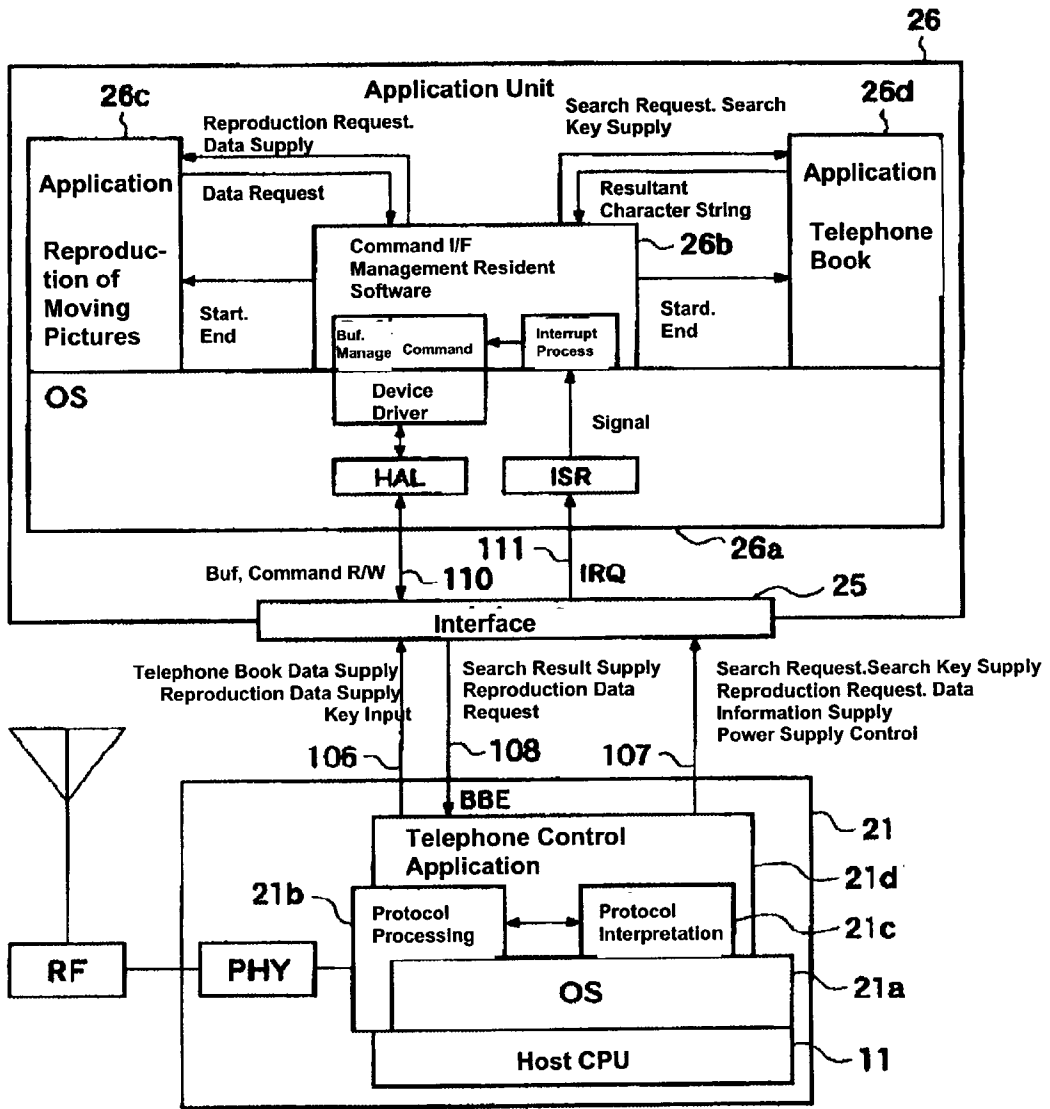 26
Application Unit
26c
26d
Reproduction Request.
Data Supply
Search Request. Search
Key Supply
Application
Data Request
Resultant
Character String
Application
Reproduc-
tion of
Moving
Pictures
Command I/F
Management Resident
Software
26b
Telephone
Book
Start.
End
Stard.
End
Buf.
Manage
Command
Interrupt
Process
OS
Device
Driver
Signal
HAL
ISR
26a
Buf, Command R/W
110
111
IRQ
25
Interface
Telephone Book Data Supply
Reproduction Data Supply
Key Input
Search Result Supply
Reproduction Data
Request
Search Request.Search Key Supply
Reproduction Request. Data
Information Supply
Power Supply Control
106
108
107
BBE
21
Telephone Control
Application
21d
21b
Protocol
Processing
Protocol
Interpretation
21c
RF
PHY
OS
21a
Host CPU
11